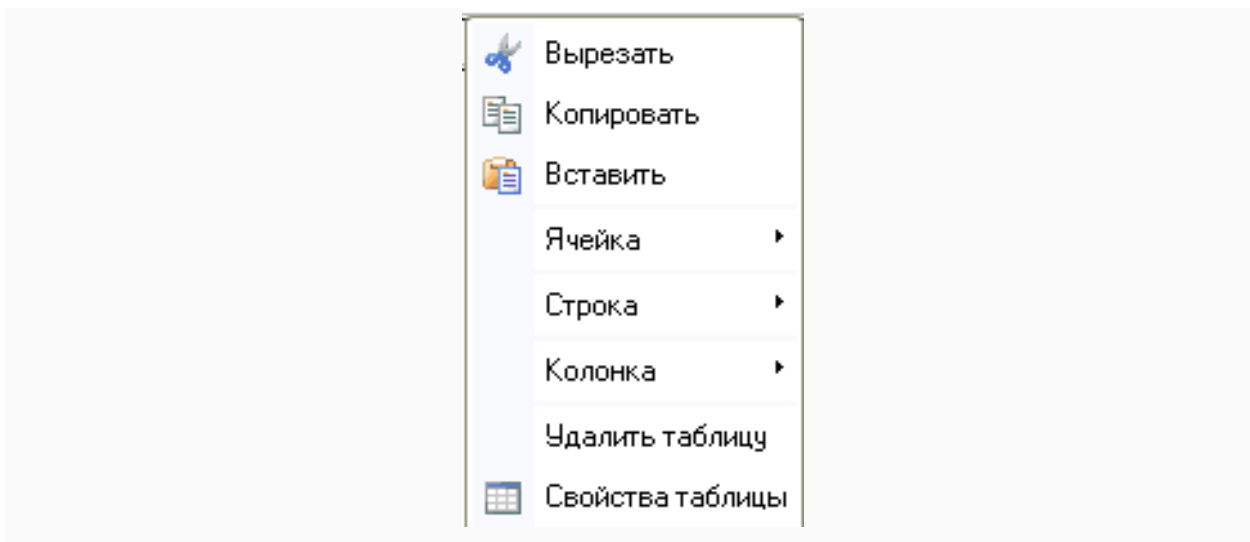 Вырезать
Копировать
Вставить
Ячейка
Строка
Колонка
Удалить таблицу
Свойства таблицы